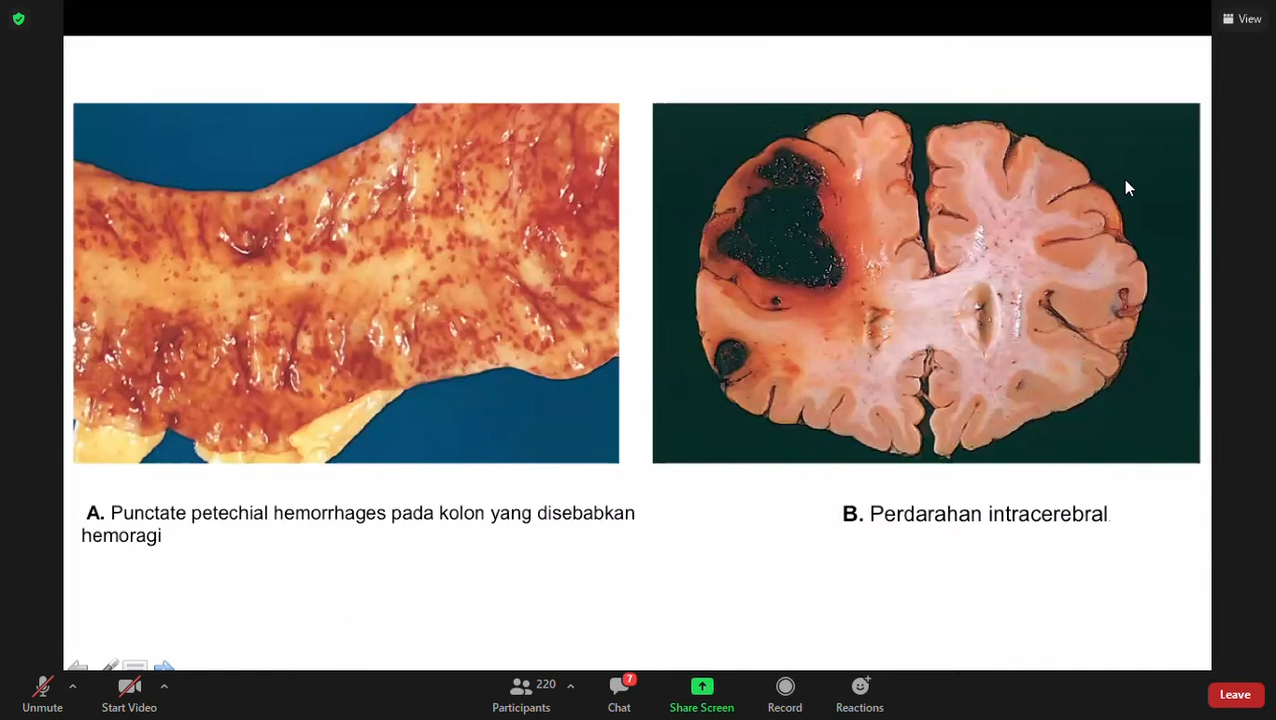 View
A. Punctate petechial hemorrhages pada kolon yang disebabkan
hemoragi
B. Perdarahan intracerebral.
Unmute
Start Video
220
Participants
7
Chat
Share Screen
Record
Reactions
Leave